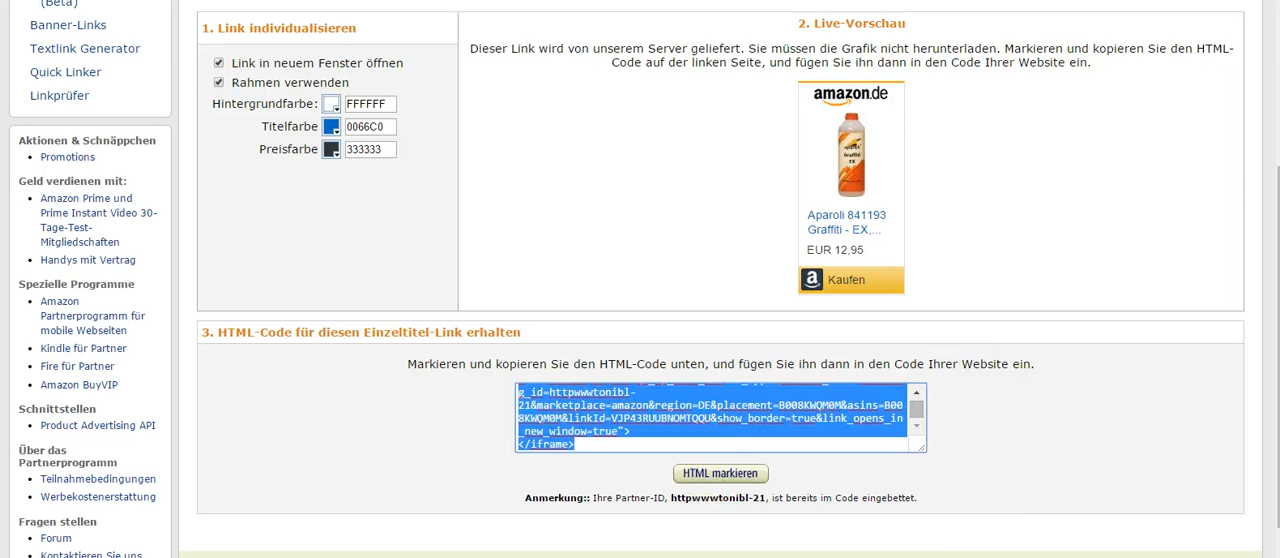 (Beta)
Banner-Links
Textlink Generator
Quick Linker
Linkprüfer
Aktionen & Schnäppchen
Promotions
Geld verdienen mit:
Amazon Prime und
Prime Instant Video 30-
Tage-Test-
Mitgliedschaften
Handys mit Vertrag
Spezielle Programme
Amazon
Partnerprogramm für
mobile Webseiten
Kindle für Partner
Fire für Partner
Amazon BuyVIP
Schnittstellen
Product Advertising API
Über das
Partnerprogramm
Teilnahmebedingungen
Werbekostenerstattung
Fragen stellen
Forum
Kontaktieren Sie uns
1. Link individualisieren
Link in neuem Fenster öffnen
Rahmen verwenden
Hintergrundfarbe: FFFFFF
Titelfarbe 0066C0
Preisfarbe 333333
2. Live-Vorschau
Dieser Link wird von unserem Server geliefert. Sie müssen die Grafik nicht herunterladen. Markieren und kopieren Sie den HTML-
Code auf der linken Seite, und fügen Sie ihn dann in den Code Ihrer Website ein.
amazon.de
Graffiti
EX
Aparoli 841193
Graffiti - EX,...
EUR 12,95
a Kaufen
3. HTML-Code für diesen Einzeltitel-Link erhalten
Markieren und kopieren Sie den HTML-Code unten, und fügen Sie ihn dann in den Code Ihrer Website ein.
g_id=httpwwwtonibl-
21&marketplace=amazon&region=DE&placement=B008KWQM0M&asins=B00
8KWQM0M&linkId=VJP43RUUBNOMTQQU&show_border=true&link_opens_in
_new_window=true">
</iframe>
HTML markieren
Anmerkung:: Ihre Partner-ID, httpwwwtonibl-21, ist bereits im Code eingebettet.